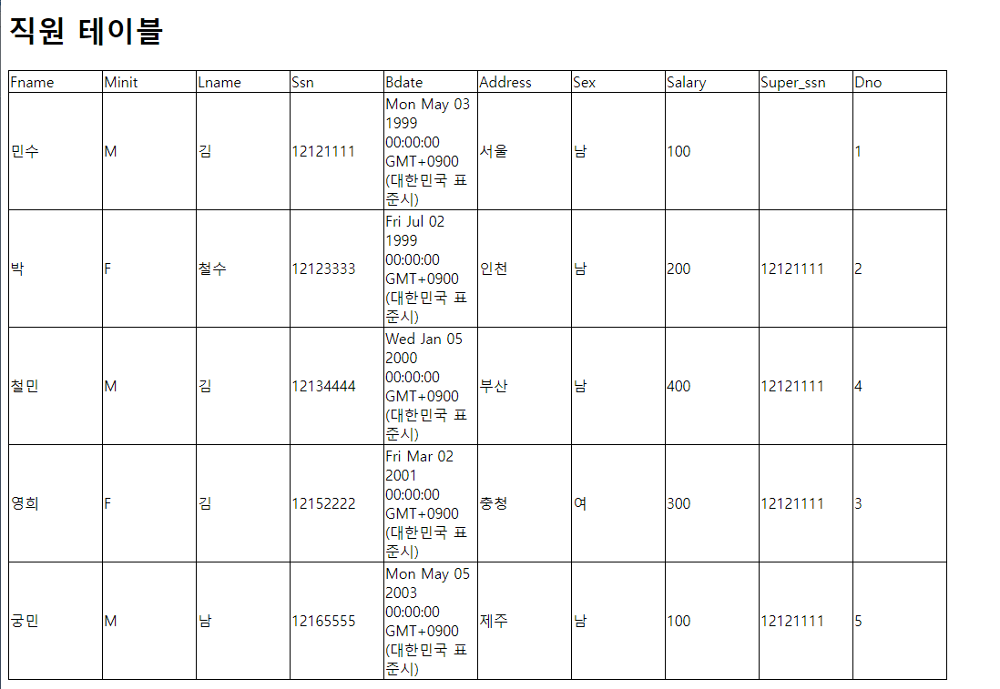 직원 테이블
Fname Minit Lname Ssn Bdate Address Sex Salary Super_ssn Dno
민수 M 김 12121111 Mon May 03 1999 00:00:00 GMT+0900 (대한민국 표준시) 서울 남 100 1
박 F 철수 12123333 Fri Jul 02 1999 00:00:00 GMT+0900 (대한민국 표준시) 인천 남 200 12121111 2
철민 M 김 12134444 Wed Jan 05 2000 00:00:00 GMT+0900 (대한민국 표준시) 부산 남 400 12121111 4
영희 F 김 12152222 Fri Mar 02 2001 00:00:00 GMT+0900 (대한민국 표준시) 충청 여 300 12121111 3
궁민 M 남 12165555 Mon May 05 2003 00:00:00 GMT+0900 (대한민국 표준시) 제주 남 100 12121111 5